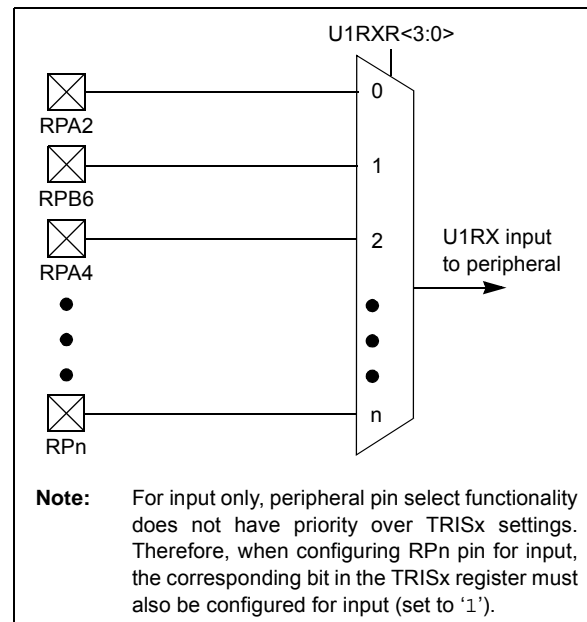 U1RXR<3:0>
RPA2
0
RPB6
1
RPA4
2
U1RX input
to peripheral
RPn
n
Note: For input only, peripheral pin select functionality
does not have priority over TRISx settings.
Therefore, when configuring RPn pin for input,
the corresponding bit in the TRISx register must
also be configured for input (set to ‘1’).